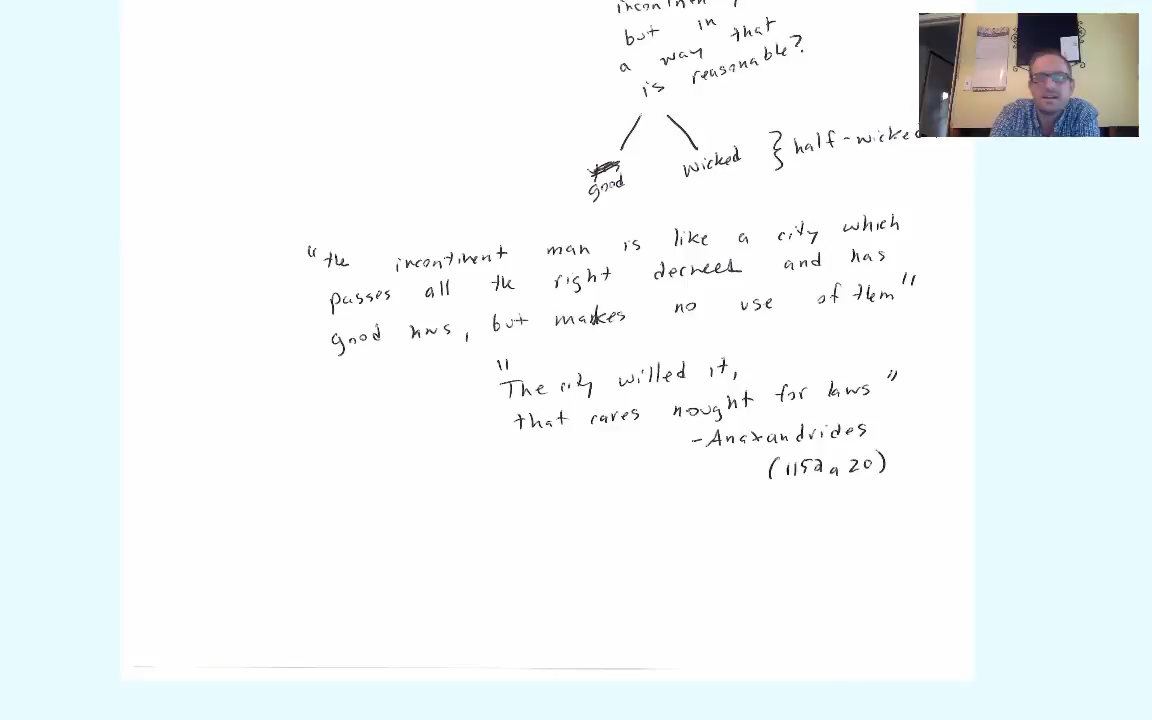 but in
a way that
is reasonable?
good wicked } half-wicked
"the incontinent man is like a city which
passes all the right decrees and has
good laws, but makes no use of them"
"The city willed it,
that cares nought for laws"
-Anaxandrides
(1152a20)